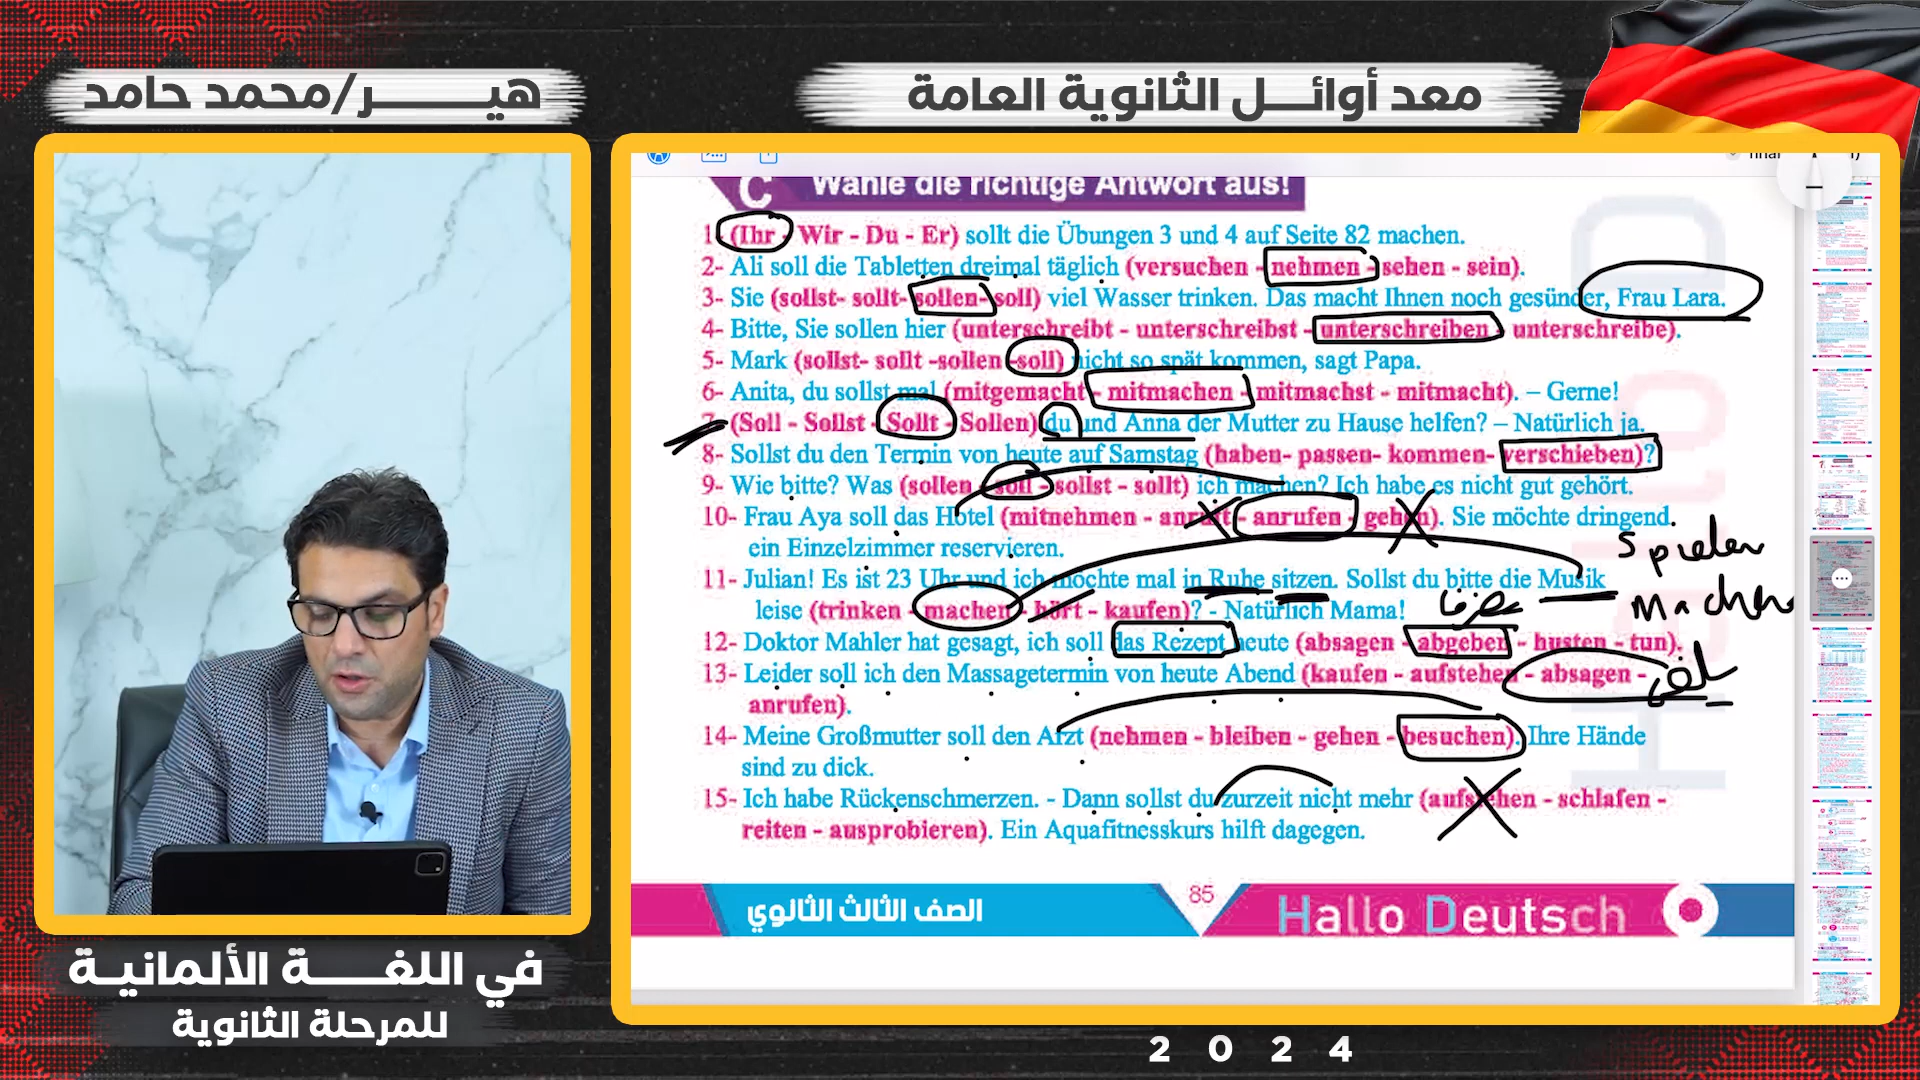 هيـــــر/محمد حامد
معد أوائـــل الثانوية العامة
C Wähle die richtige Antwort aus!
1- (Ihr - Wir - Du - Er) sollt die Übungen 3 und 4 auf Seite 82 machen.
2- Ali soll die Tabletten dreimal täglich (versuchen - nehmen - sehen - sein).
3- Sie (sollst- sollt- sollen- soll) viel Wasser trinken. Das macht Ihnen noch gesünder, Frau Lara.
4- Bitte, Sie sollen hier (unterschreibt - unterschreibst - unterschreiben - unterschreibe).
5- Mark (sollst- sollt -sollen -soll) nicht so spät kommen, sagt Papa.
6- Anita, du sollst mal (mitgemacht - mitmachen - mitmachst - mitmacht). – Gerne!
7- (Soll - Sollst - Sollt - Sollen) du und Anna der Mutter zu Hause helfen? – Natürlich ja.
8- Sollst du den Termin von heute auf Samstag (haben- passen- kommen- verschieben)?
9- Wie bitte? Was (sollen - soll - sollst - sollt) ich machen? Ich habe es nicht gut gehört.
10- Frau Aya soll das Hotel (mitnehmen - anruft - anrufen - gehen). Sie möchte dringend
ein Einzelzimmer reservieren.
spielen
11- Julian! Es ist 23 Uhr und ich möchte mal in Ruhe sitzen. Sollst du bitte die Musik
machen
leise (trinken - machen - hört - kaufen)? - Natürlich Mama!
12- Doktor Mahler hat gesagt, ich soll das Rezept heute (absagen - abgeben - husten - tun).
13- Leider soll ich den Massagetermin von heute Abend (kaufen - aufstehen - absagen -
anrufen).
14- Meine Großmutter soll den Arzt (nehmen - bleiben - gehen - besuchen). Ihre Hände
sind zu dick.
15- Ich habe Rückenschmerzen. - Dann sollst du zurzeit nicht mehr (aufstehen - schlafen -
reiten - ausprobieren). Ein Aquafitnesskurs hilft dagegen.
الصف الثالث الثانوي
85
Hallo Deutsch
في اللغـــــة الألمانيـة
للمرحلة الثانوية
2 0 2 4